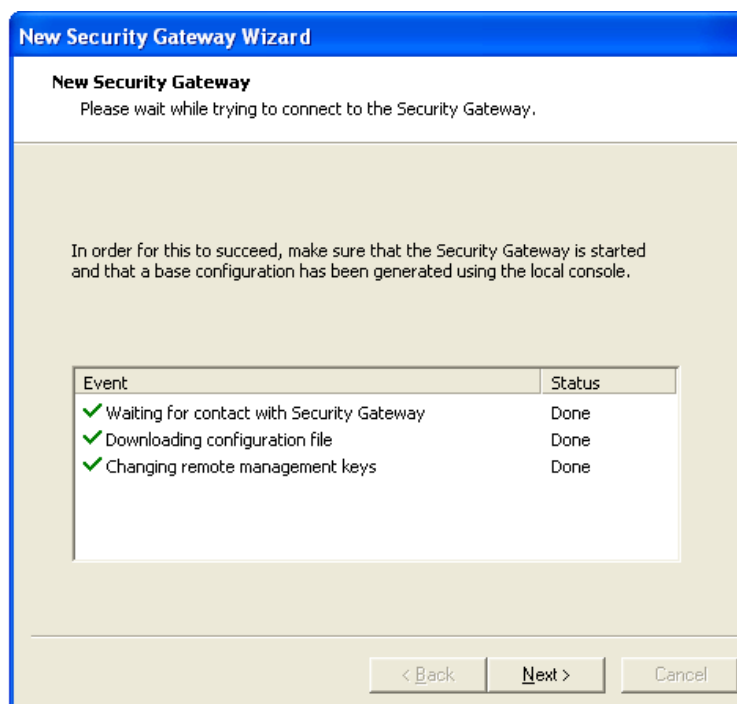 New Security Gateway Wizard
New Security Gateway
Please wait while trying to connect to the Security Gateway.
In order for this to succeed, make sure that the Security Gateway is started
and that a base configuration has been generated using the local console.
Event Status
Waiting for contact with Security Gateway Done
Downloading configuration file Done
Changing remote management keys Done
< Back Next > Cancel